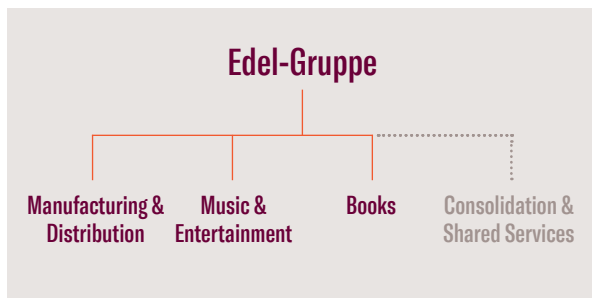 Edel-Gruppe
Manufacturing &
Distribution
Music &
Entertainment
Books
Consolidation &
Shared Services